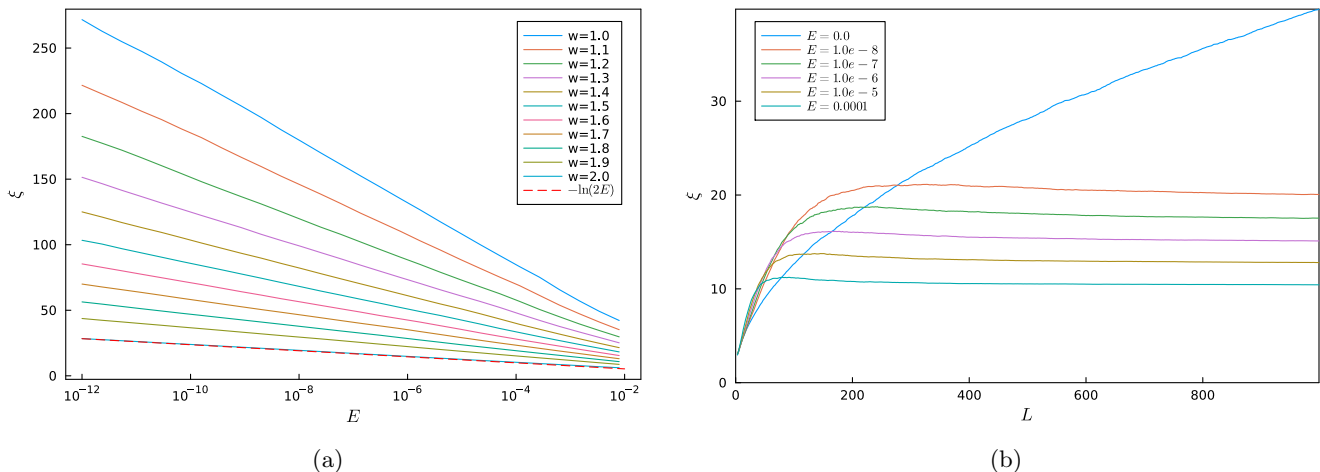 250
200
150
100
50
0
ξ
10⁻¹²
10⁻¹⁰
10⁻⁸
10⁻⁶
10⁻⁴
10⁻²
E
w=1.0
w=1.1
w=1.2
w=1.3
w=1.4
w=1.5
w=1.6
w=1.7
w=1.8
w=1.9
w=2.0
−ln(2E)
(a)
E = 0.0
E = 1.0e − 8
E = 1.0e − 7
E = 1.0e − 6
E = 1.0e − 5
E = 0.0001
30
20
10
0
ξ
0
200
400
600
800
L
(b)